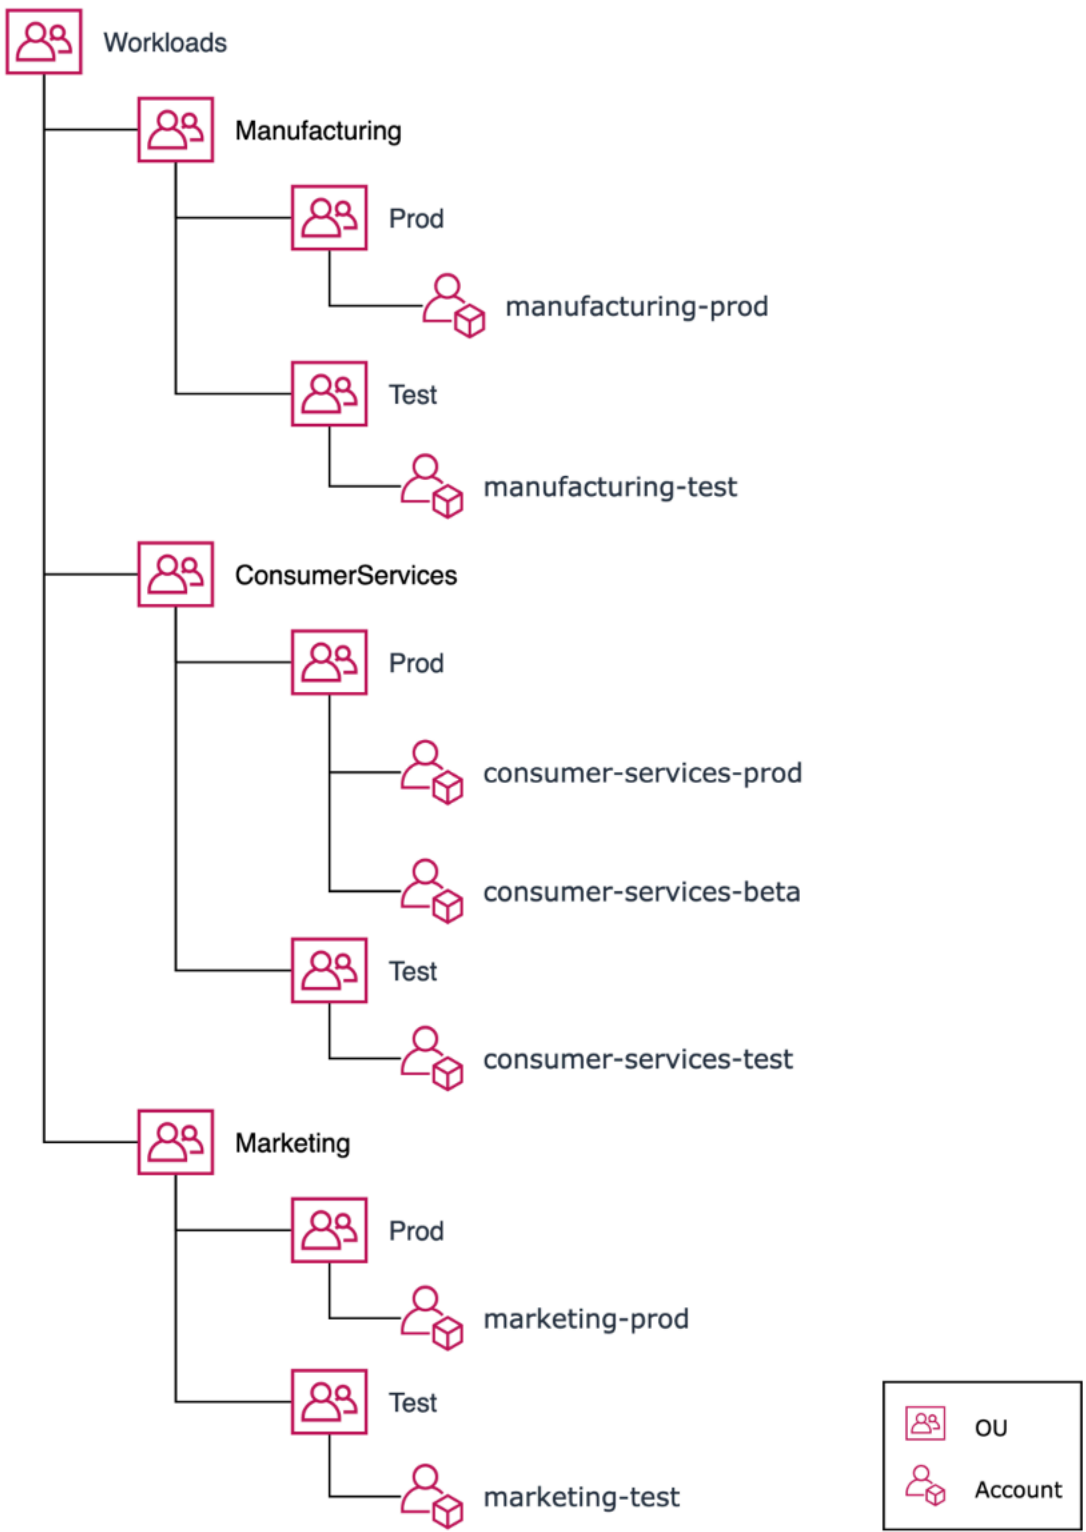 Workloads
Manufacturing
Prod
manufacturing-prod
Test
manufacturing-test
ConsumerServices
Prod
consumer-services-prod
consumer-services-beta
Test
consumer-services-test
Marketing
Prod
marketing-prod
Test
marketing-test
OU
Account